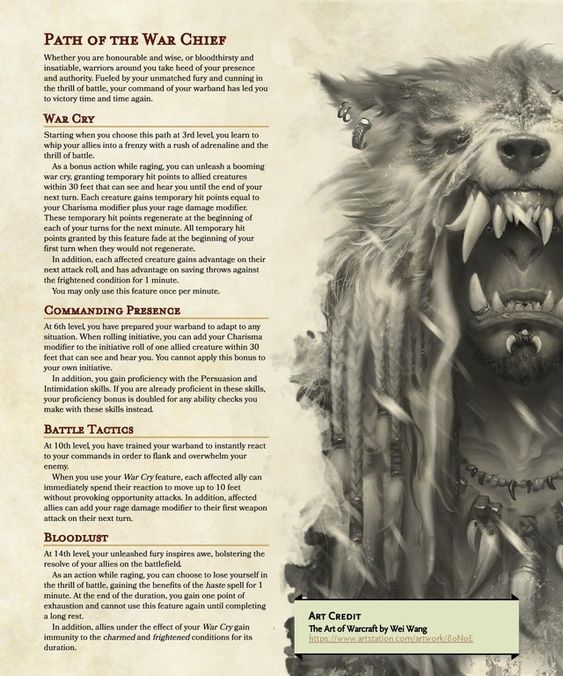 Path of the War Chief
Whether you are honourable and wise, or bloodthirsty and
insatiable, warriors around you take heed of your presence
and authority. Fueled by your unmatched fury and cunning in
the thrill of battle, your command of your warband has led you
to victory time and time again.
War Cry
Starting when you choose this path at 3rd level, you learn to
whip your allies into a frenzy with a rush of adrenaline and the
thrill of battle.
As a bonus action while raging, you can unleash a booming
war cry, granting temporary hit points to allied creatures
within 30 feet that can see and hear you until the end of your
next turn. Each creature gains temporary hit points equal to
your Charisma modifier plus your rage damage modifier.
These temporary hit points regenerate at the beginning of
each of your turns for the next minute. All temporary hit
points granted by this feature fade at the beginning of your
first turn when they would not regenerate.
In addition, each affected creature gains advantage on their
next attack roll, and has advantage on saving throws against
the frightened condition for 1 minute.
You may only use this feature once per minute.
Commanding Presence
At 6th level, you have prepared your warband to adapt to any
situation. When rolling initiative, you can add your Charisma
modifier to the initiative roll of one allied creature within 30
feet that can see and hear you. You cannot apply this bonus to
your own initiative.
In addition, you gain proficiency with the Persuasion and
Intimidation skills. If you are already proficient in these skills,
your proficiency bonus is doubled for any ability checks you
make with these skills instead.
Battle Tactics
At 10th level, you have trained your warband to instantly react
to your commands in order to flank and overwhelm your
enemy.
When you use your War Cry feature, each affected ally can
immediately spend their reaction to move up to 10 feet
without provoking opportunity attacks. In addition, affected
allies can add your rage damage modifier to their first weapon
attack on their next turn.
Bloodlust
At 14th level, your unleashed fury inspires awe, bolstering the
resolve of your allies on the battlefield.
As an action while raging, you can choose to lose yourself in
the thrill of battle, gaining the benefits of the haste spell for 1
minute. At the end of the duration, you gain one point of
exhaustion and cannot use this feature again until completing
a long rest.
In addition, allies under the effect of your War Cry gain
immunity to the charmed and frightened conditions for its
duration.
Art Credit
The Art of Warcraft by Wei Wang
https://www.artstation.com/artwork/8oNoE